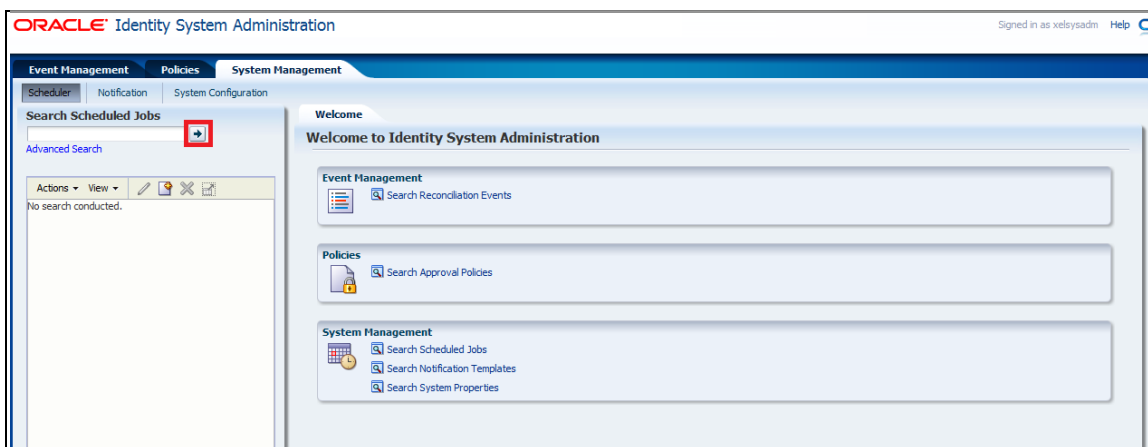 ORACLE Identity System Administration
Signed in as xelsysadm Help
Event Management Policies System Management
Scheduler Notification System Configuration
Search Scheduled Jobs
Advanced Search
Actions View
No search conducted.
Welcome
Welcome to Identity System Administration
Event Management
Search Reconciliation Events
Policies
Search Approval Policies
System Management
Search Scheduled Jobs
Search Notification Templates
Search System Properties